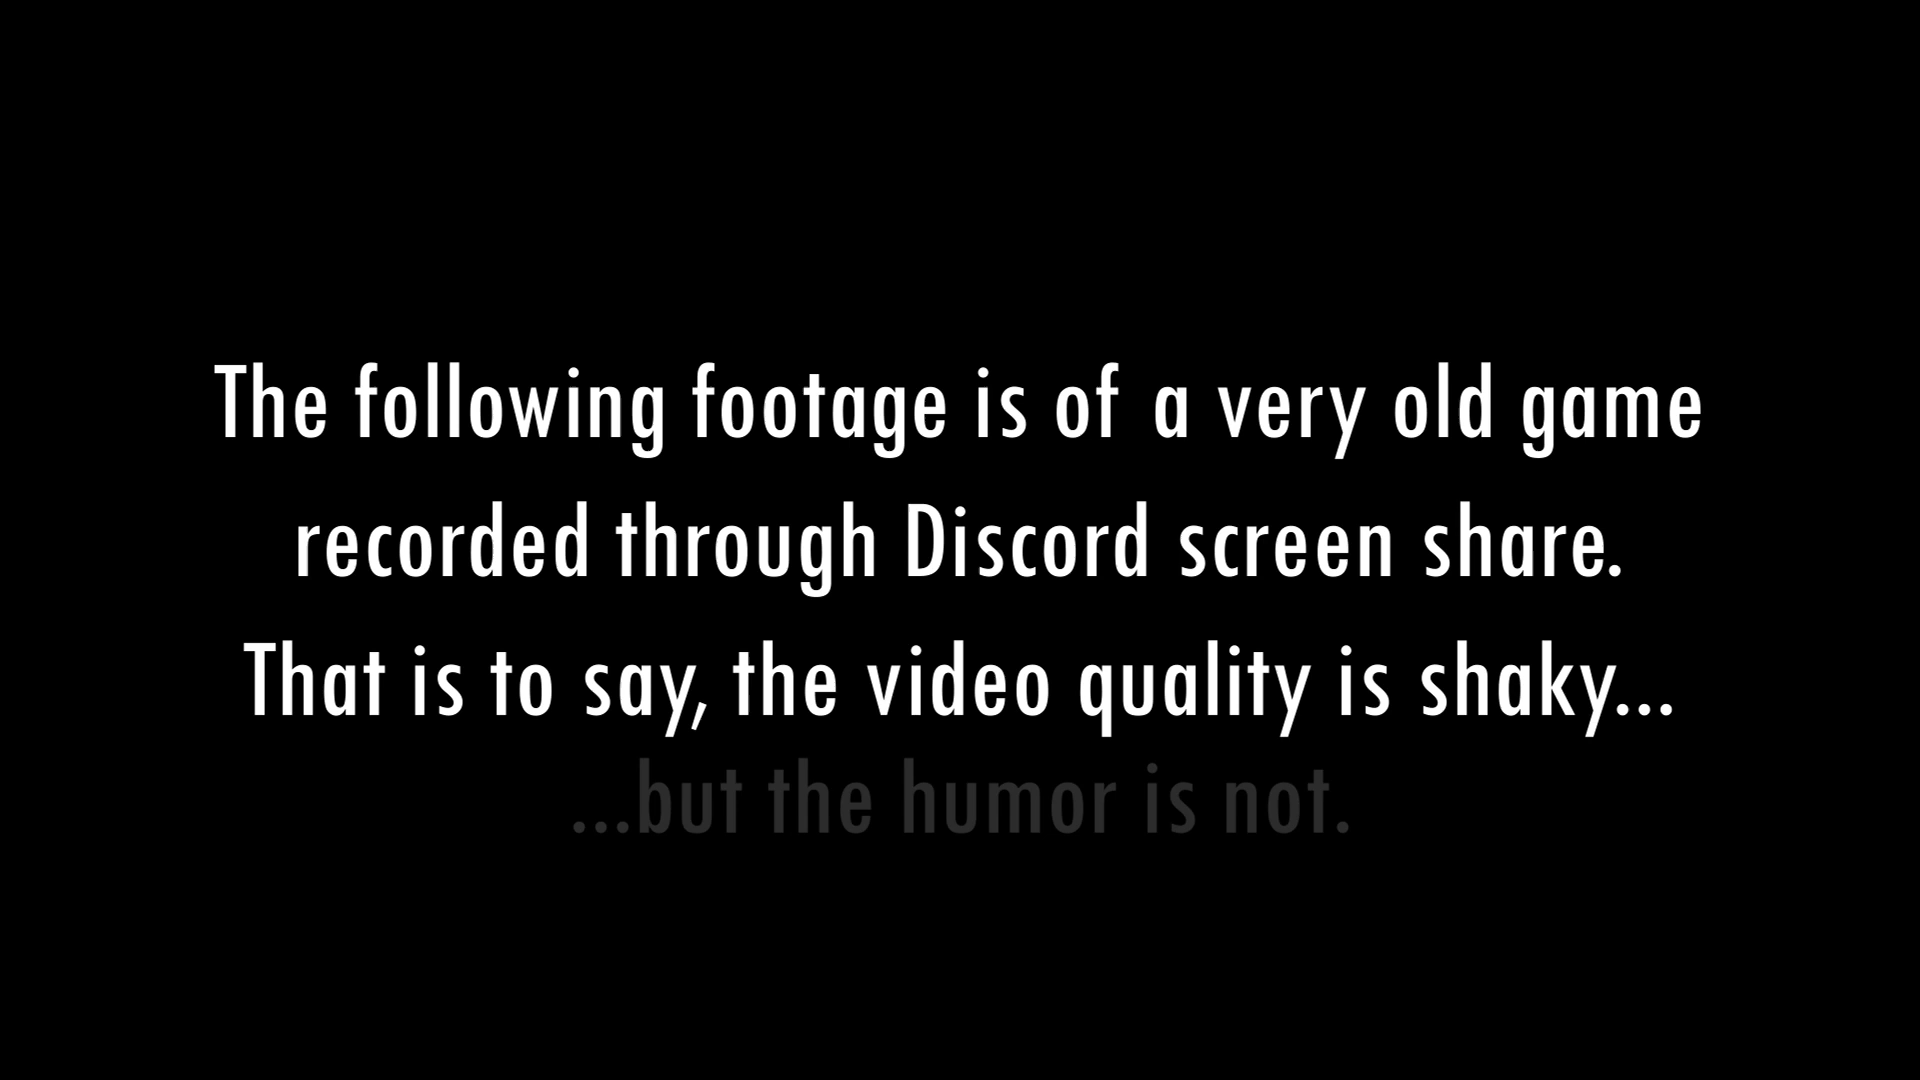 The following footage is of a very old game
recorded through Discord screen share.
That is to say, the video quality is shaky...
...but the humor is not.